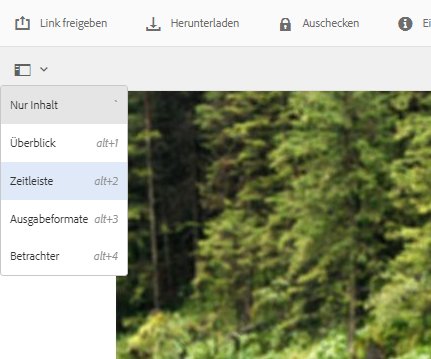 Link freigeben Herunterladen Auschecken Ei
Nur Inhalt `
Überblick alt+1
Zeitleiste alt+2
Ausgabeformate alt+3
Betrachter alt+4